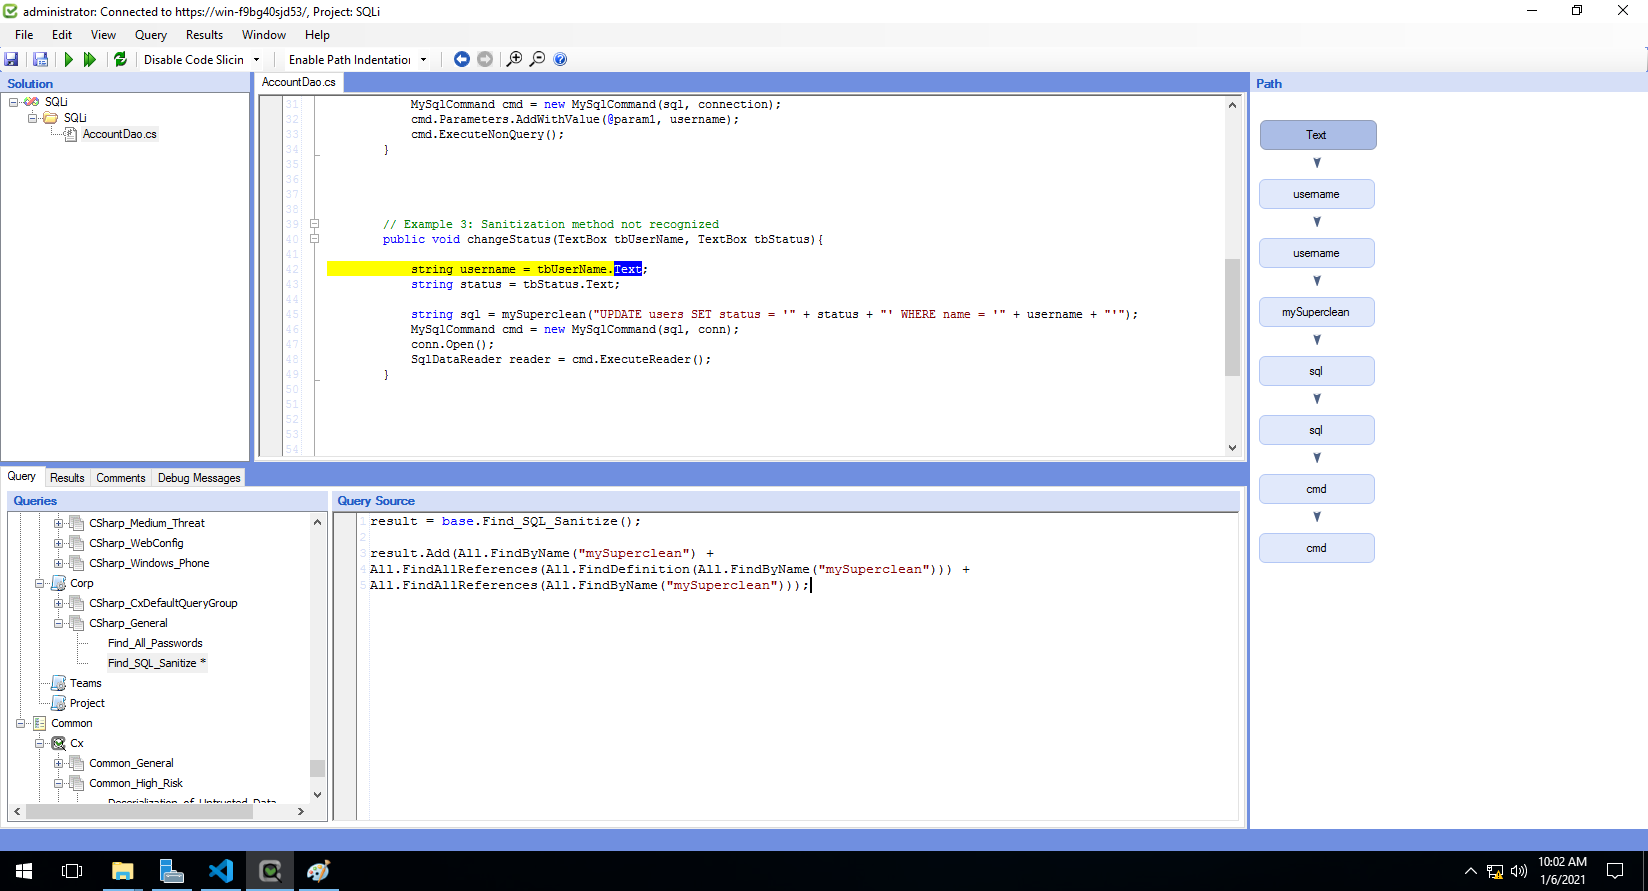 administrator: Connected to https://win-f9bg40sjd53/, Project: SQLi
File Edit View Query Results Window Help
Disable Code Slicin
Enable Path Indentation
Solution
SQLi
SQLi
AccountDao.cs
AccountDao.cs
31 MySqlCommand cmd = new MySqlCommand(sql, connection);
32 cmd.Parameters.AddWithValue(@param1, username);
33 cmd.ExecuteNonQuery();
34 }
35
36
37
38
39 // Example 3: Sanitization method not recognized
40 public void changeStatus(TextBox tbUserName, TextBox tbStatus){
41
42 string username = tbUserName.Text;
43 string status = tbStatus.Text;
44
45 string sql = mySuperclean("UPDATE users SET status = '" + status + "' WHERE name = '" + username + "'");
46 MySqlCommand cmd = new MySqlCommand(sql, conn);
47 conn.Open();
48 SqlDataReader reader = cmd.ExecuteReader();
49 }
50
51
52
53
54
Path
Text
username
username
mySuperclean
sql
sql
cmd
cmd
Query Results Comments Debug Messages
Queries
CSharp_Medium_Threat
CSharp_WebConfig
CSharp_Windows_Phone
Corp
CSharp_CxDefaultQueryGroup
CSharp_General
Find_All_Passwords
Find_SQL_Sanitize *
Teams
Project
Common
Cx
Common_General
Common_High_Risk
Deserialization_of_Untrusted_Data
Query Source
1 result = base.Find_SQL_Sanitize();
2
3 result.Add(All.FindByName("mySuperclean") +
4 All.FindAllReferences(All.FindDefinition(All.FindByName("mySuperclean"))) +
5 All.FindAllReferences(All.FindByName("mySuperclean")));
10:02 AM
1/6/2021